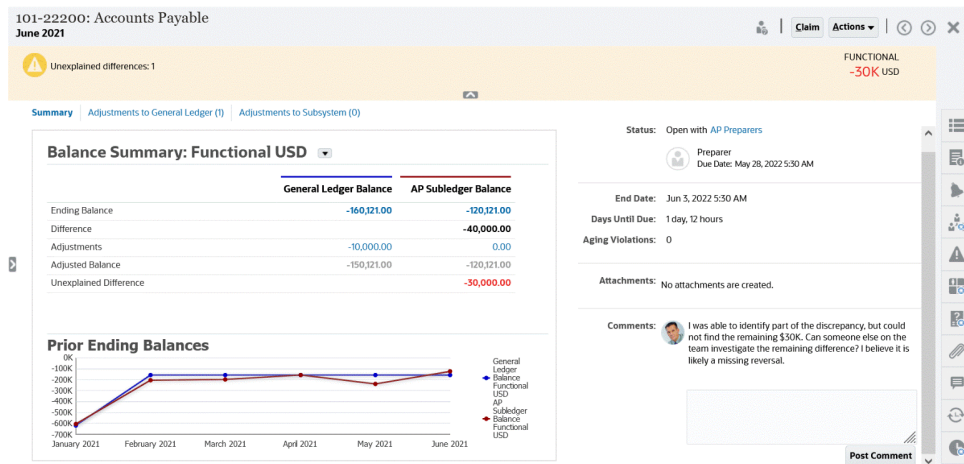 101-22200: Accounts Payable
June 2021
Claim Actions
Unexplained differences: 1
FUNCTIONAL
-30K USD
Summary Adjustments to General Ledger (1) Adjustments to Subsystem (0)
Balance Summary: Functional USD
General Ledger Balance AP Subledger Balance
Ending Balance -160,121.00 -120,121.00
Difference -40,000.00
Adjustments -10,000.00 0.00
Adjusted Balance -150,121.00 -120,121.00
Unexplained Difference -30,000.00
Prior Ending Balances
0K
-100K
-200K
-300K
-400K
-500K
-600K
-700K
January 2021 February 2021 March 2021 April 2021 May 2021 June 2021
General
Ledger
Balance
Functional
USD
AP
Subledger
Balance
Functional
USD
Status: Open with AP Preparers
Preparer
Due Date: May 28, 2022 5:30 AM
End Date: Jun 3, 2022 5:30 AM
Days Until Due: 1 day, 12 hours
Aging Violations: 0
Attachments: No attachments are created.
Comments: I was able to identify part of the discrepancy, but could
not find the remaining $30K. Can someone else on the
team investigate the remaining difference? I believe it is
likely a missing reversal.
Post Comment